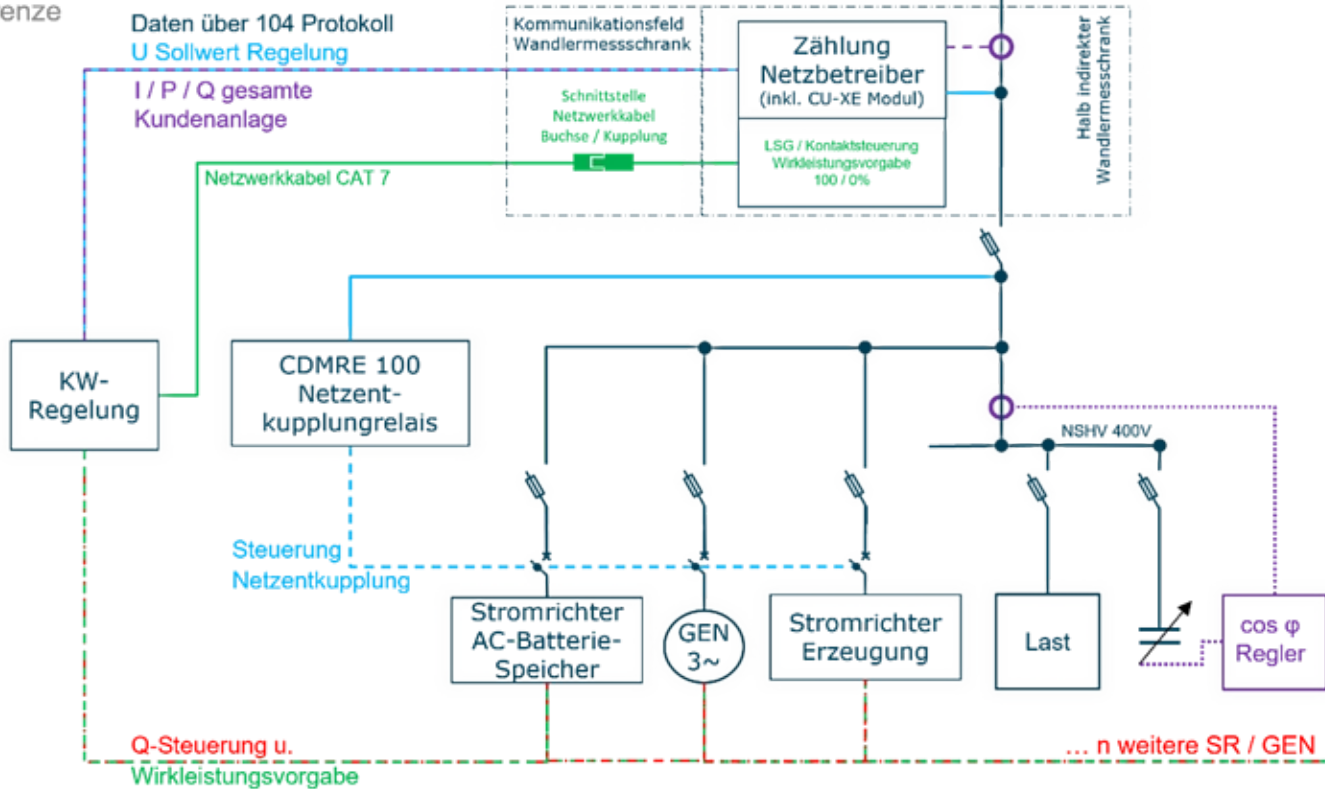 Daten über 104 Protokoll
U Sollwert Regelung
I / P / Q gesamte
Kundenanlage
Kommunikationsfeld
Wandlermessschrank
Schnittstelle
Netzwerkkabel
Buchse / Kupplung
Zählung
Netzbetreiber
(inkl. CU-XE Modul)
LSG / Kontaktsteuerung
Wirkleistungsvorgabe
100 / 0%
Halb indirekter
Wandlermesschrank
Netzwerkkabel CAT 7
KW-
Regelung
CDMRE 100
Netzent-
kupplungrelais
NSHV 400V
Steuerung
Netzentkupplung
Stromrichter
AC-Batterie-
Speicher
GEN
3~
Stromrichter
Erzeugung
Last
cos φ
Regler
Q-Steuerung u.
Wirkleistungsvorgabe
... n weitere SR / GEN